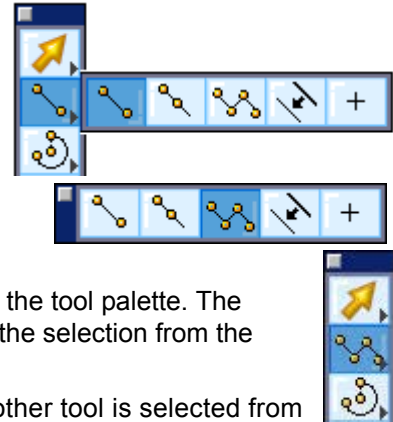 the tool palette. The
the selection from the
other tool is selected from